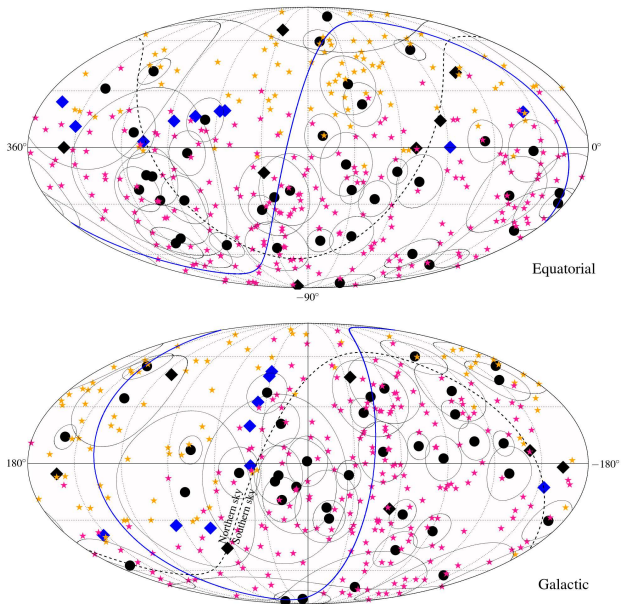 360°
0°
Equatorial
−90°
180°
−180°
Northern sky
Southern sky
Galactic